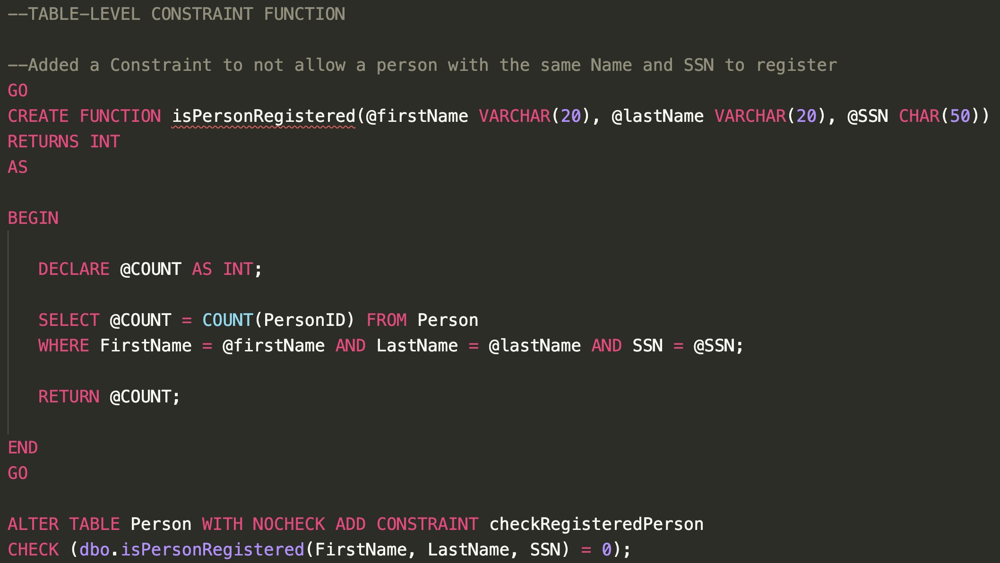 --TABLE-LEVEL CONSTRAINT FUNCTION
--Added a Constraint to not allow a person with the same Name and SSN to register
GO
CREATE FUNCTION isPersonRegistered(@firstName VARCHAR(20), @lastName VARCHAR(20), @SSN CHAR(50))
RETURNS INT
AS
BEGIN
DECLARE @COUNT AS INT;
SELECT @COUNT = COUNT(PersonID) FROM Person
WHERE FirstName = @firstName AND LastName = @lastName AND SSN = @SSN;
RETURN @COUNT;
END
GO
ALTER TABLE Person WITH NOCHECK ADD CONSTRAINT checkRegisteredPerson
CHECK (dbo.isPersonRegistered(FirstName, LastName, SSN) = 0);